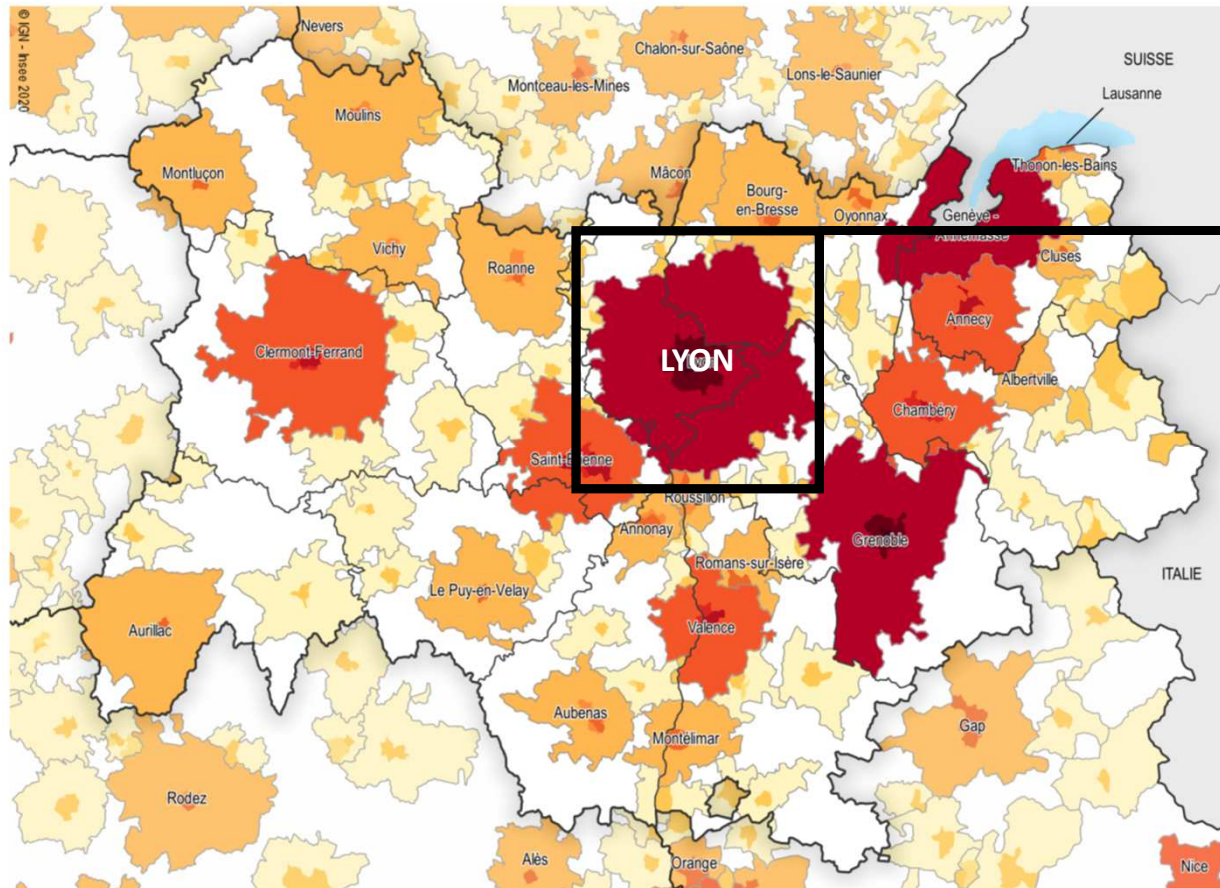 © IGN - Insee 2020
Nevers
Chalon-sur-Saône
SUISSE
Montceau-les-Mines
Lons-le-Saunier
Lausanne
Moulins
Thonon-les-Bains
Montluçon
Mâcon
Bourg-
en-Bresse
Oyonnax
Genève -
Annemasse
Vichy
Roanne
Cluses
Annecy
Clermont-Ferrand
LYON
Albertville
Chambéry
Saint-Etienne
Roussillon
Annonay
Grenoble
Romans-sur-Isère
ITALIE
Le Puy-en-Velay
Aurillac
Valence
Aubenas
Montélimar
Gap
Rodez
Alès
Orange
Nice